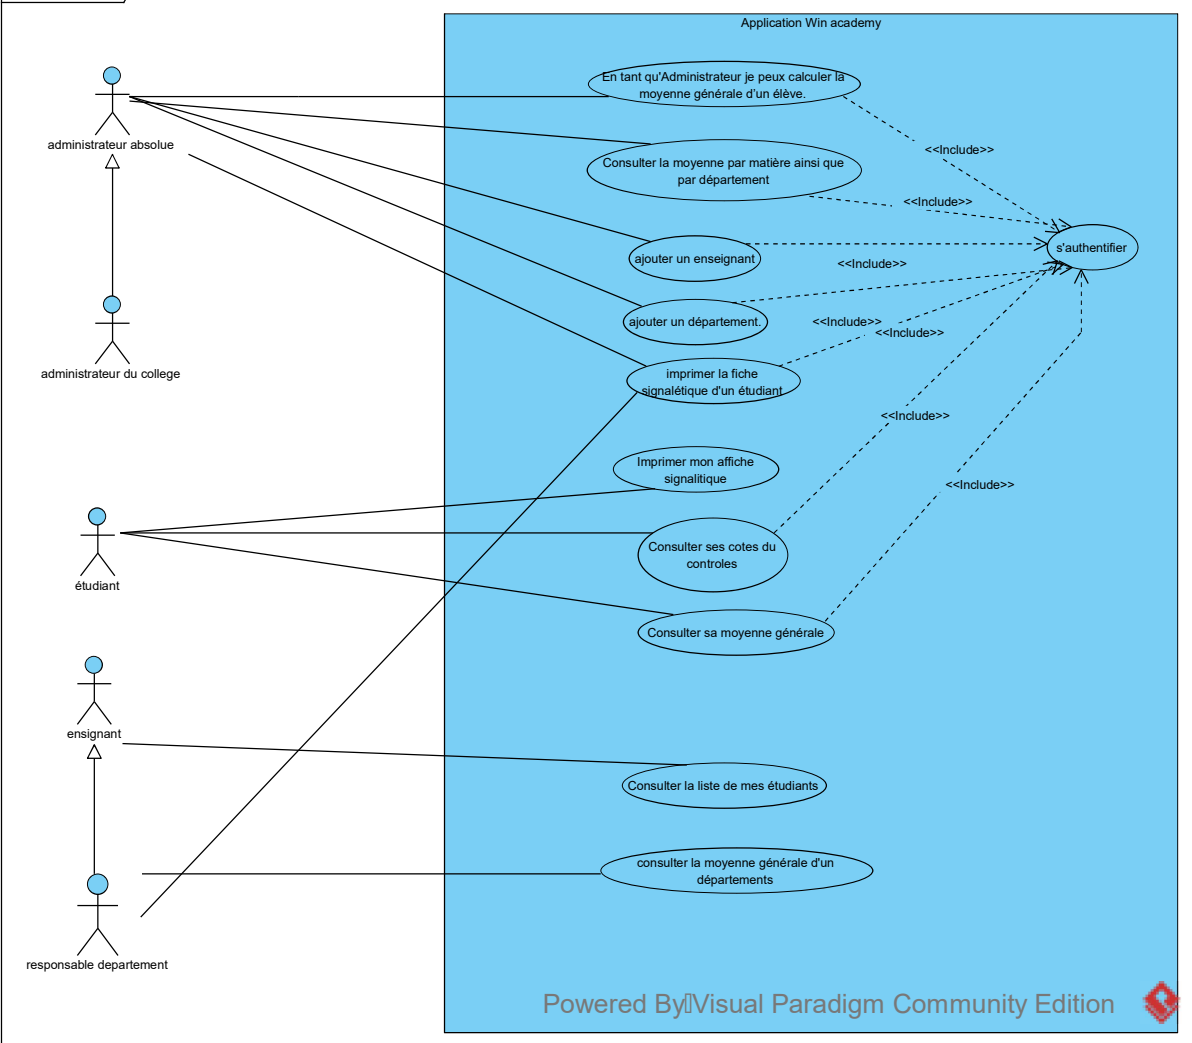 Application Win academy
En tant qu'Administrateur je peux calculer la
moyenne générale d'un élève.
administrateur absolue
<<Include>>
Consulter la moyenne par matière ainsi que
par département
<<Include>>
s'authentifier
ajouter un enseignant
<<Include>>
ajouter un département.
<<Include>>
<<Include>>
administrateur du college
imprimer la fiche
signalétique d'un étudiant
<<Include>>
Imprimer mon affiche
signalitique
<<Include>>
étudiant
Consulter ses cotes du
controles
Consulter sa moyenne générale
ensignant
Consulter la liste de mes étudiants
consulter la moyenne générale d'un
départements
responsable departement
Powered By Visual Paradigm Community Edition